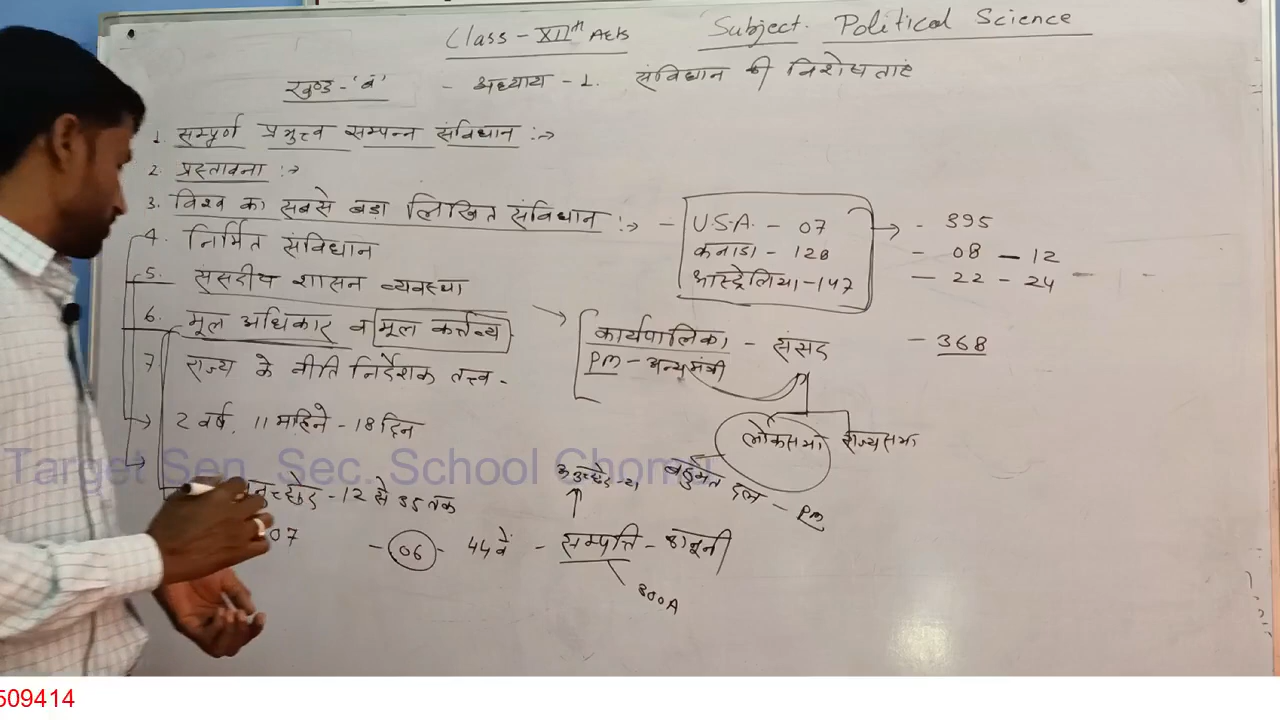 Class - XIIth Arts Subject. Political Science
खण्ड - 'ब' - अध्याय - 1. संविधान की विशेषताएं
1. सम्पूर्ण प्रभुत्व सम्पन्न संविधान :→
2. प्रस्तावना :→
3. विश्व का सबसे बड़ा लिखित संविधान :→ -
U.S.A. - 07 → - 395
कनाडा - 128 - 08 - 12
आस्ट्रेलिया - 147 - 22 - 24 -
4. निर्मित संविधान
5. संसदीय शासन व्यवस्था
6. मूल अधिकार व मूल कर्त्तव्य
7 राज्य के नीति निर्देशक तत्त्व -
→ कार्यपालिका - संसद - 368
PM - अन्य मंत्री
लोकसभा राज्यसभा
बहुमत दल - PM
→ 2 वर्ष. 11 महिने - 18 दिन
अनुच्छेद - 12 से 35 तक
07 - 06 - 44वें - सम्पत्ति - कानूनी
300A
Target Sen. Sec. School Chomu
509414